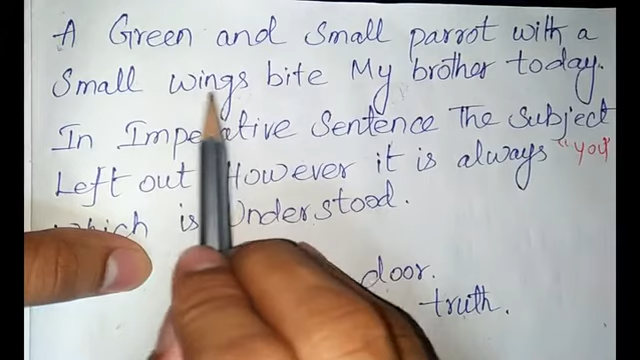 A Green and Small parrot with a
Small wings bite My brother today.
In Imperative Sentence The Subject
Left out However it is always "you"
which is Understood.
door.
truth.